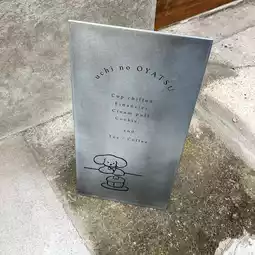 uchi no OYATSU
Cup chiffon
Financier
Cream puff
Cookie.
and
Tea / Coffee